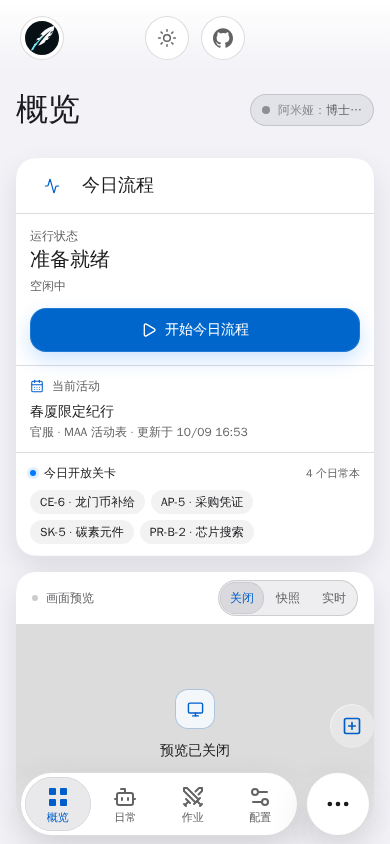 概览
阿米娅：博士…
今日流程
运行状态
准备就绪
空闲中
开始今日流程
当前活动
春厦限定纪行
官服 · MAA 活动表 · 更新于 10/09 16:53
今日开放关卡
4 个日常本
CE-6 · 龙门币补给
AP-5 · 采购凭证
SK-5 · 碳素元件
PR-B-2 · 芯片搜索
画面预览
关闭
快照
实时
预览已关闭
概览
日常
作业
配置